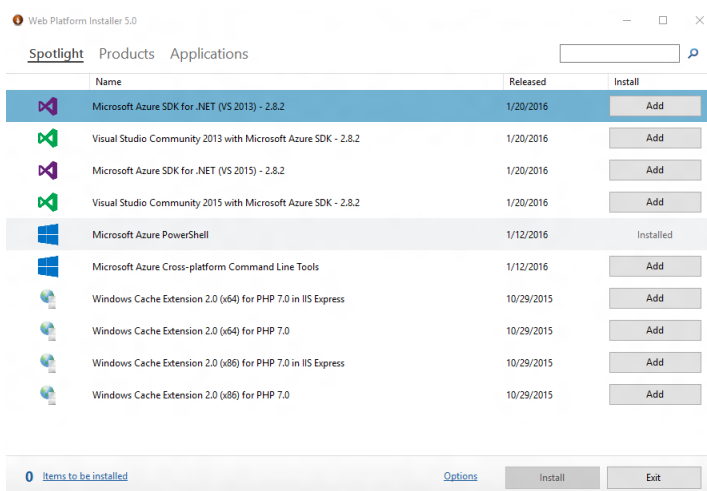 Web Platform Installer 5.0
Spotlight Products Applications
Name Released Install
Microsoft Azure SDK for .NET (VS 2013) - 2.8.2 1/20/2016 Add
Visual Studio Community 2013 with Microsoft Azure SDK - 2.8.2 1/20/2016 Add
Microsoft Azure SDK for .NET (VS 2015) - 2.8.2 1/20/2016 Add
Visual Studio Community 2015 with Microsoft Azure SDK - 2.8.2 1/20/2016 Add
Microsoft Azure PowerShell 1/12/2016 Installed
Microsoft Azure Cross-platform Command Line Tools 1/12/2016 Add
Windows Cache Extension 2.0 (x64) for PHP 7.0 in IIS Express 10/29/2015 Add
Windows Cache Extension 2.0 (x64) for PHP 7.0 10/29/2015 Add
Windows Cache Extension 2.0 (x86) for PHP 7.0 in IIS Express 10/29/2015 Add
Windows Cache Extension 2.0 (x86) for PHP 7.0 10/29/2015 Add
0 Items to be installed Options Install Exit